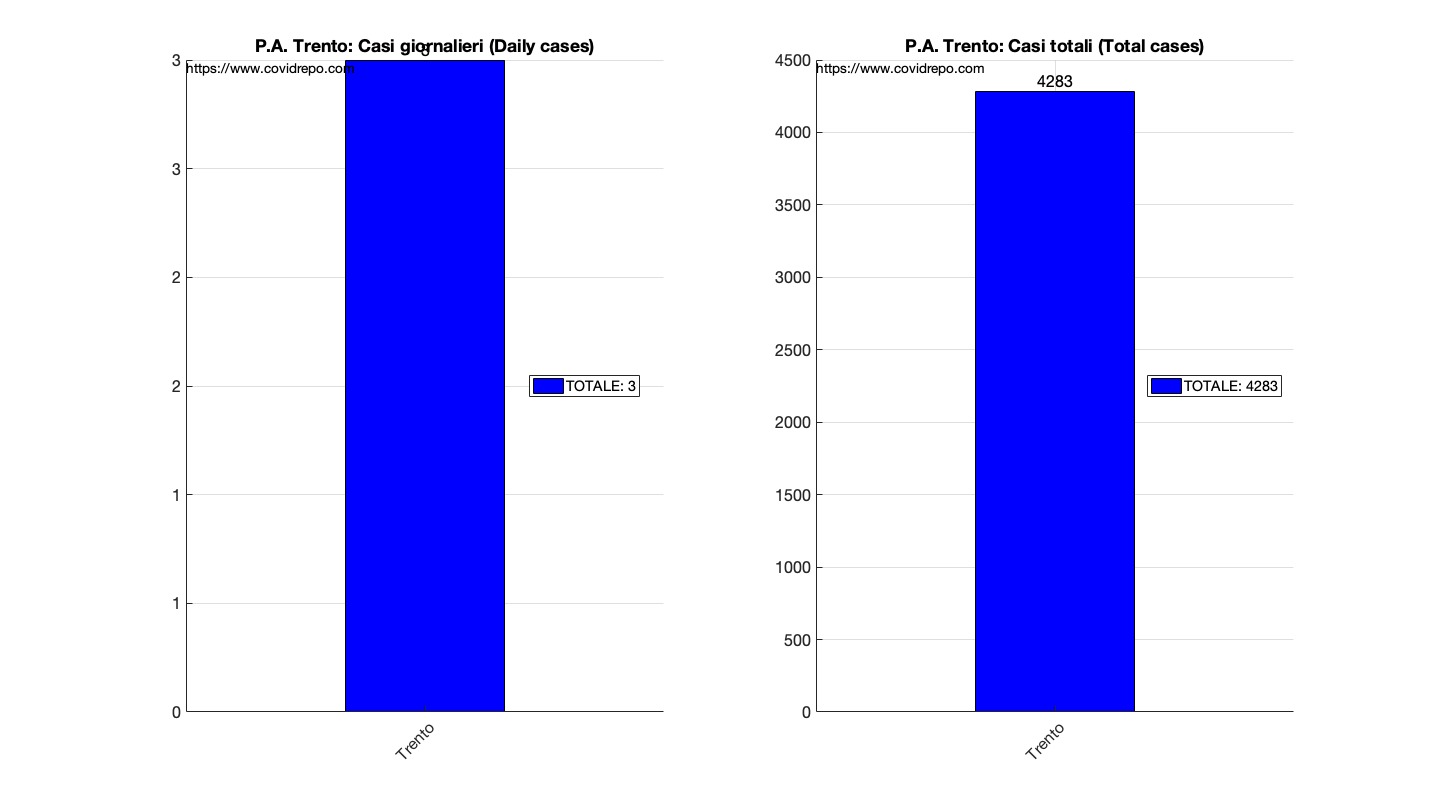 P.A. Trento: Casi giornalieri (Daily cases)
3
https://www.covidrepo.com
3
3
2
2
1
1
0
TOTALE: 3
Trento
P.A. Trento: Casi totali (Total cases)
https://www.covidrepo.com
4283
4500
4000
3500
3000
2500
2000
1500
1000
500
0
TOTALE: 4283
Trento